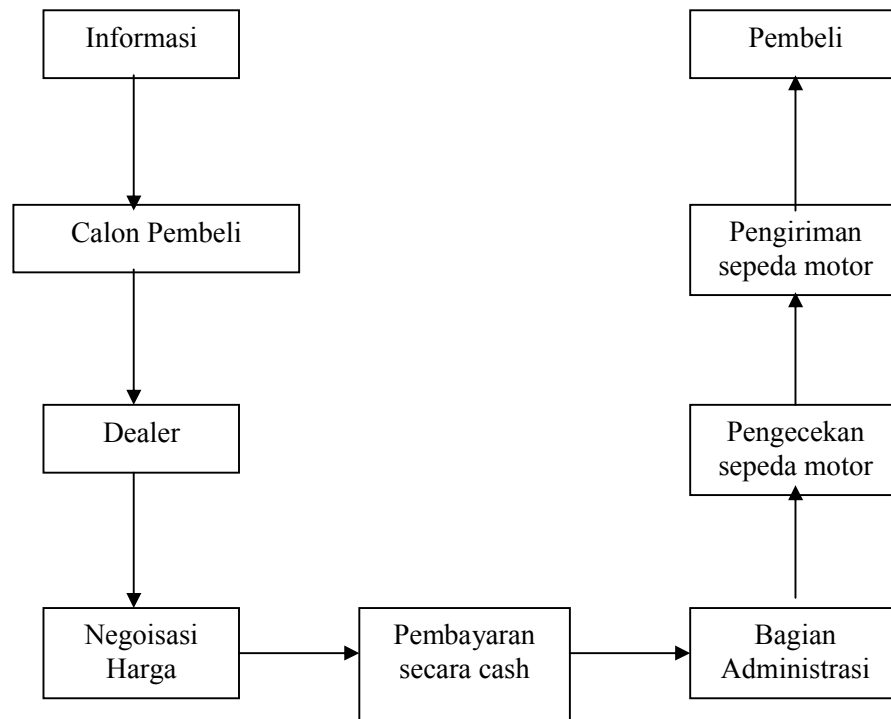 Informasi
Calon Pembeli
Dealer
Negoisasi
Harga
Pembayaran
secara cash
Bagian
Administrasi
Pengecekan
sepeda motor
Pengiriman
sepeda motor
Pembeli